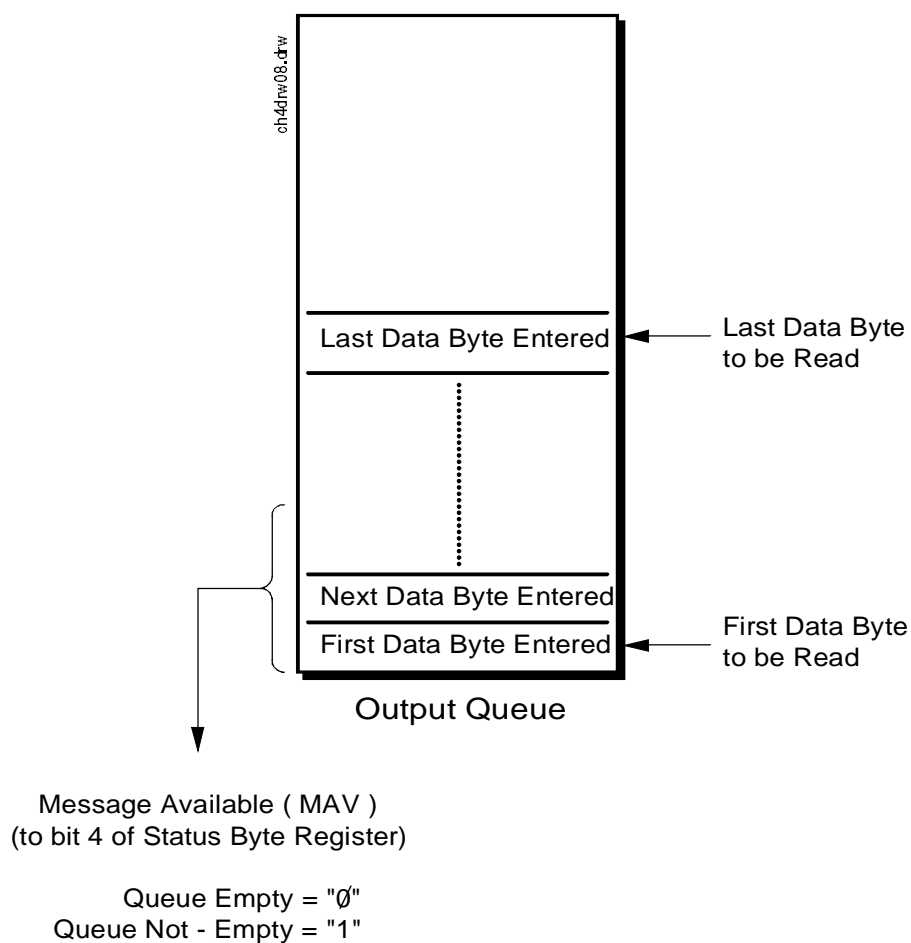 ch4drw08.drw
Last Data Byte Entered
Last Data Byte
to be Read
Next Data Byte Entered
First Data Byte Entered
First Data Byte
to be Read
Output Queue
Message Available ( MAV )
(to bit 4 of Status Byte Register)
Queue Empty = "0̸"
Queue Not - Empty = "1"